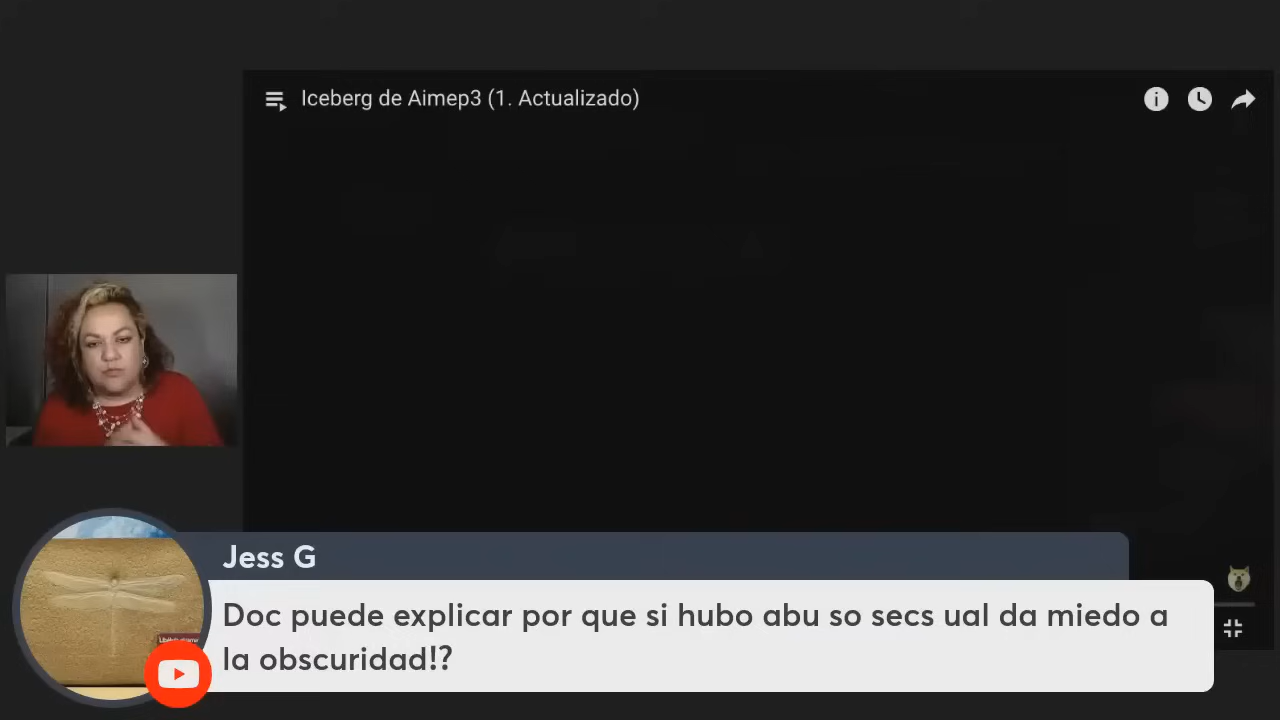 Iceberg de Aimep3 (1. Actualizado)
Jess G
Doc puede explicar por que si hubo abu so secs ual da miedo a
la obscuridad!?